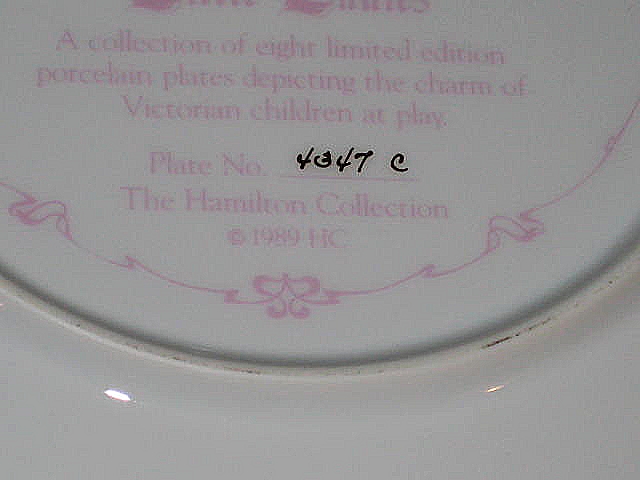 A collection of eight limited edition
porcelain plates depicting the charm of
Victorian children at play.
Plate No. 4347 C
The Hamilton Collection
© 1989 HC